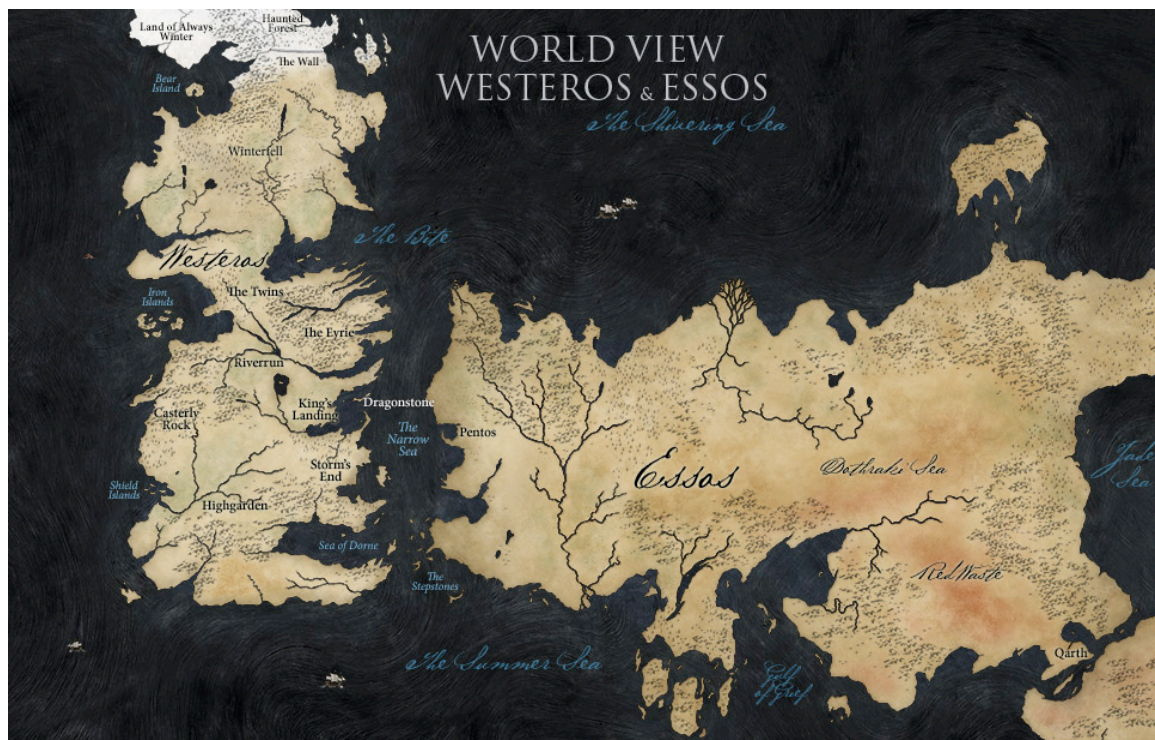 Land of Always
Winter
Haunted
Forest
The Wall
WORLD VIEW
WESTEROS & ESSOS
The Shivering Sea
Bear
Island
Winterfell
The Bite
Westeros
Iron
Islands
The Twins
The Eyrie
Riverrun
Casterly
Rock
King's
Landing
Dragonstone
The
Narrow
Sea
Pentos
Storm's
End
Essos
Dothraki Sea
Jade
Sea
Shield
Islands
Highgarden
Sea of Dorne
The
Stepstones
Red Waste
Qarth
The Summer Sea
Gulf
of Grief